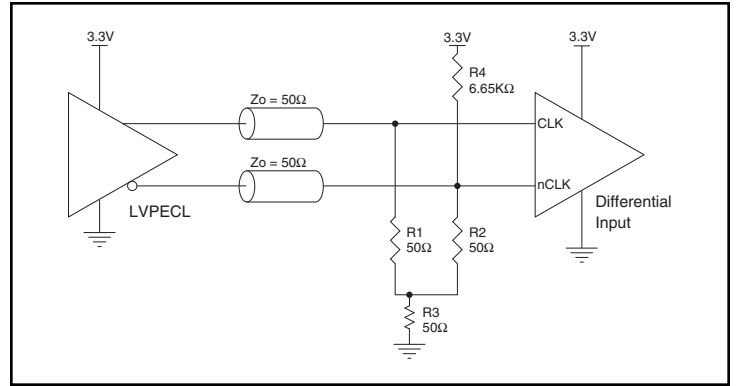 3.3V
3.3V
3.3V
R4
6.65KΩ
Zo = 50Ω
CLK
Zo = 50Ω
nCLK
LVPECL
Differential
Input
R1
50Ω
R2
50Ω
R3
50Ω